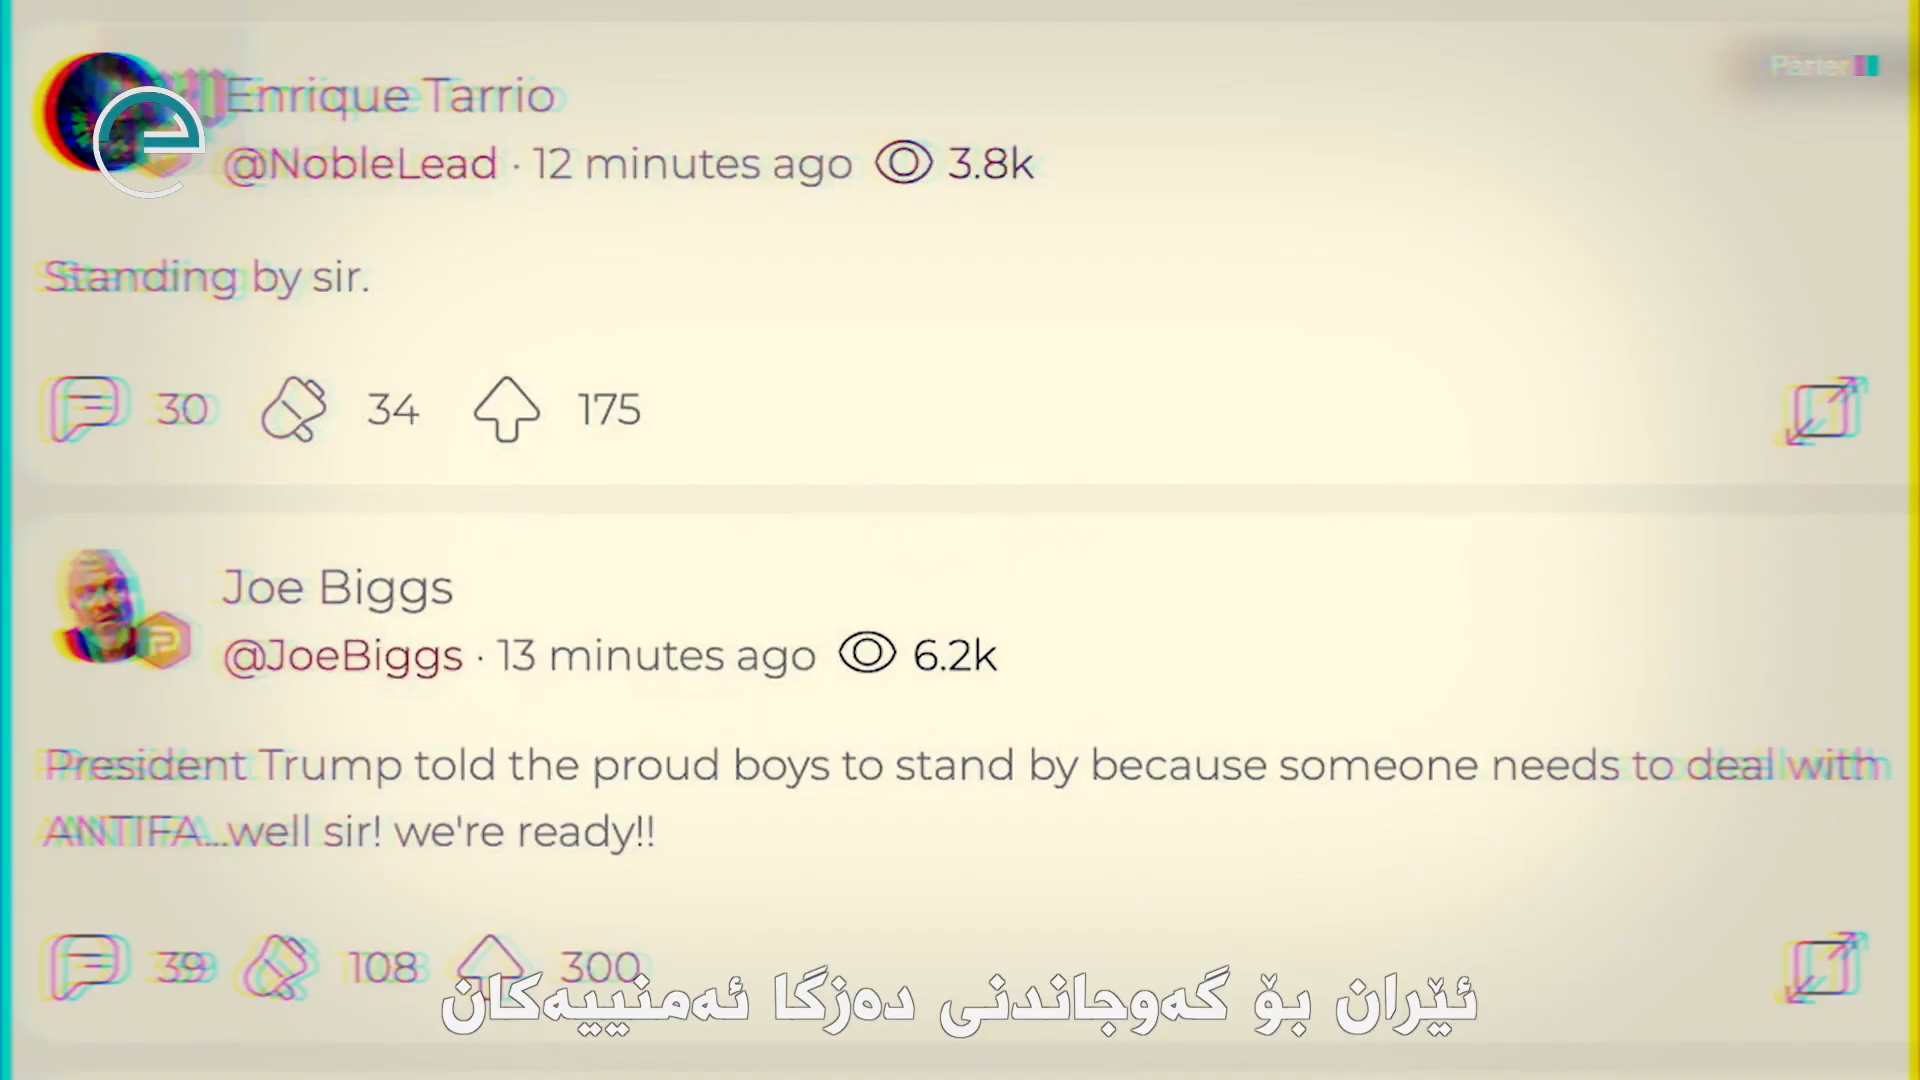 Parler
Enrique Tarrio
@NobleLead · 12 minutes ago 3.8k
Standing by sir.
30 34 175
Joe Biggs
@JoeBiggs · 13 minutes ago 6.2k
President Trump told the proud boys to stand by because someone needs to deal with
ANTIFA...well sir! we're ready!!
39 108 300
ئێران بۆ گەوجاندنی دەزگا ئەمنییەکان